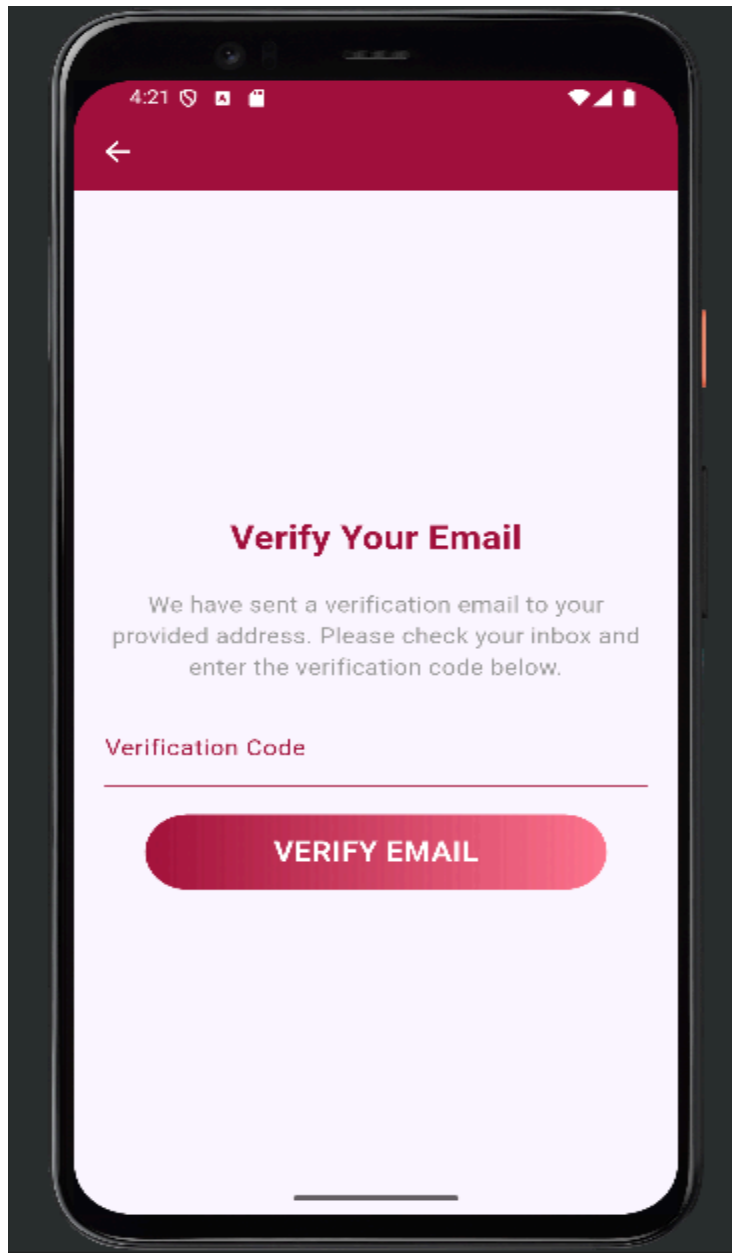 4:21
Verify Your Email
We have sent a verification email to your
provided address. Please check your inbox and
enter the verification code below.
Verification Code
VERIFY EMAIL